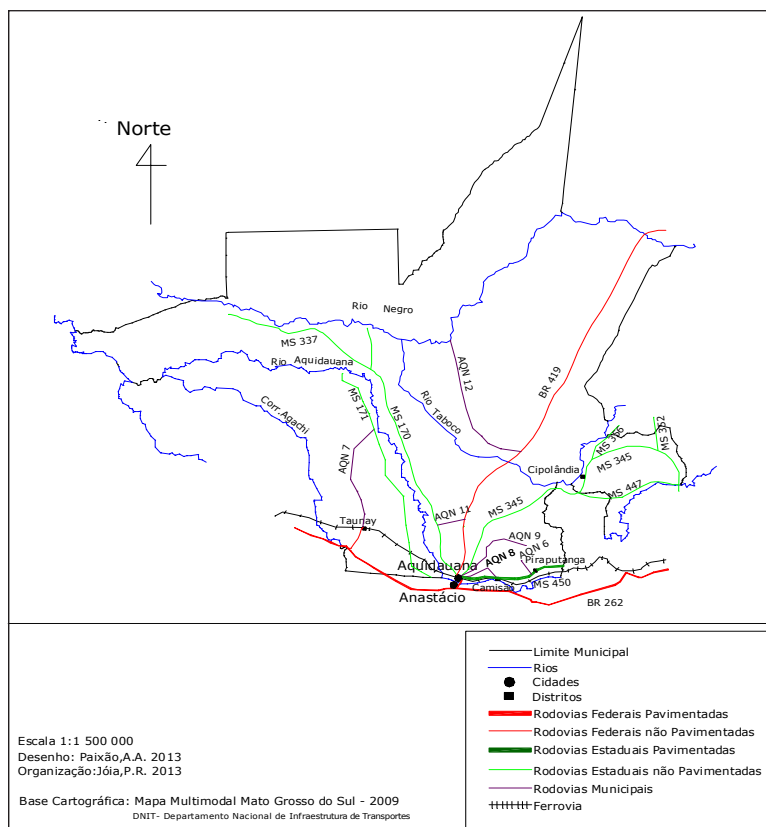 Norte
Rio Negro
MS 337
Rio Aquidauana
AQN 12
BR 419
MS 171
MS 170
Rio Taboco
Corr.Agachi
MS 366
MS 352
AQN 7
Cipolândia
MS 345
MS 447
MS 345
AQN 11
Taunay
AQN 9
AQN 6
AQN 8
Piraputanga
Aquidauana
Camisão
MS 450
Anastácio
BR 262
Limite Municipal
Rios
Cidades
Distritos
Rodovias Federais Pavimentadas
Rodovias Federais não Pavimentadas
Rodovias Estaduais Pavimentadas
Rodovias Estaduais não Pavimentadas
Rodovias Municipais
Ferrovia
Escala 1:1 500 000
Desenho: Paixão,A.A. 2013
Organização:Jóia,P.R. 2013
Base Cartográfica: Mapa Multimodal Mato Grosso do Sul - 2009
DNIT- Departamento Nacional de Infraestrutura de Transportes